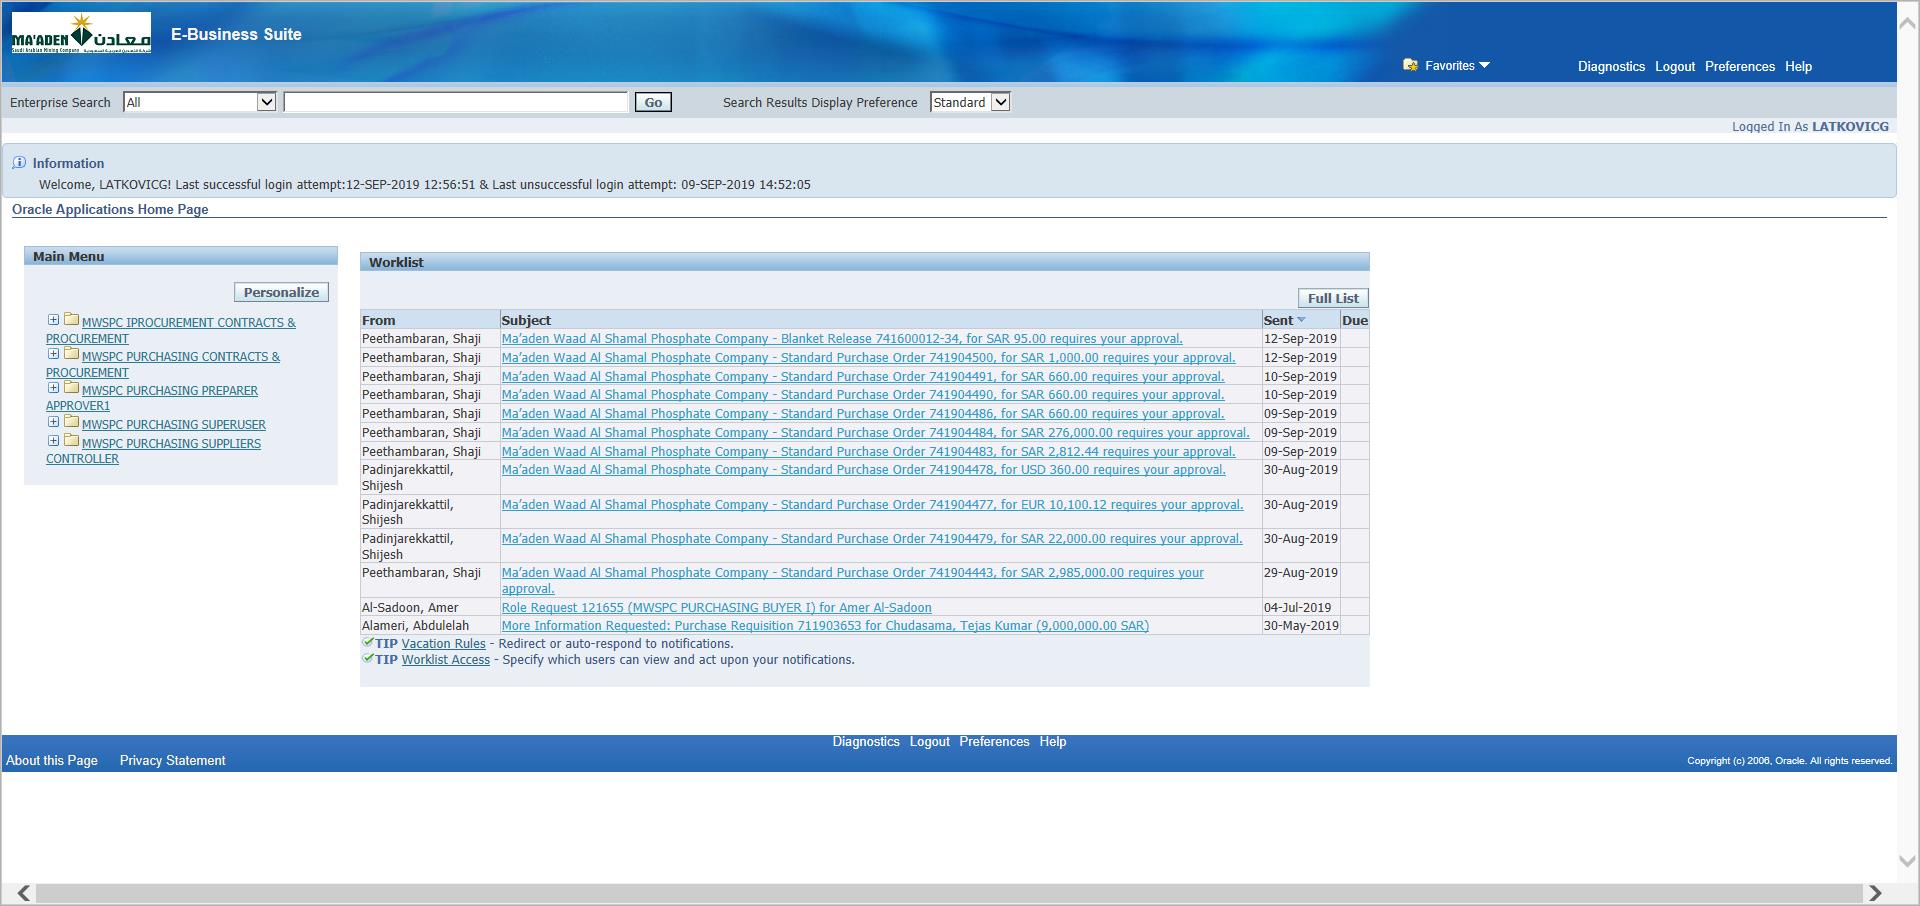 MA'ADEN معادن
Saudi Arabian Mining Company
E-Business Suite
Favorites
Diagnostics Logout Preferences Help
Enterprise Search All Go Search Results Display Preference Standard
Logged In As LATKOVICG
Information
Welcome, LATKOVICG! Last successful login attempt:12-SEP-2019 12:56:51 & Last unsuccessful login attempt: 09-SEP-2019 14:52:05
Oracle Applications Home Page
Main Menu
Personalize
MWSPC IPROCUREMENT CONTRACTS &
PROCUREMENT
MWSPC PURCHASING CONTRACTS &
PROCUREMENT
MWSPC PURCHASING PREPARER
APPROVER1
MWSPC PURCHASING SUPERUSER
MWSPC PURCHASING SUPPLIERS
CONTROLLER
Worklist
Full List
From Subject Sent Due
Peethambaran, Shaji Ma'aden Waad Al Shamal Phosphate Company - Blanket Release 741600012-34, for SAR 95.00 requires your approval. 12-Sep-2019
Peethambaran, Shaji Ma'aden Waad Al Shamal Phosphate Company - Standard Purchase Order 741904500, for SAR 1,000.00 requires your approval. 12-Sep-2019
Peethambaran, Shaji Ma'aden Waad Al Shamal Phosphate Company - Standard Purchase Order 741904491, for SAR 660.00 requires your approval. 10-Sep-2019
Peethambaran, Shaji Ma'aden Waad Al Shamal Phosphate Company - Standard Purchase Order 741904490, for SAR 660.00 requires your approval. 10-Sep-2019
Peethambaran, Shaji Ma'aden Waad Al Shamal Phosphate Company - Standard Purchase Order 741904486, for SAR 660.00 requires your approval. 09-Sep-2019
Peethambaran, Shaji Ma'aden Waad Al Shamal Phosphate Company - Standard Purchase Order 741904484, for SAR 276,000.00 requires your approval. 09-Sep-2019
Peethambaran, Shaji Ma'aden Waad Al Shamal Phosphate Company - Standard Purchase Order 741904483, for SAR 2,812.44 requires your approval. 09-Sep-2019
Padinjarekkattil, Ma'aden Waad Al Shamal Phosphate Company - Standard Purchase Order 741904478, for USD 360.00 requires your approval. 30-Aug-2019
Shijesh
Padinjarekkattil, Ma'aden Waad Al Shamal Phosphate Company - Standard Purchase Order 741904477, for EUR 10,100.12 requires your approval. 30-Aug-2019
Shijesh
Padinjarekkattil, Ma'aden Waad Al Shamal Phosphate Company - Standard Purchase Order 741904479, for SAR 22,000.00 requires your approval. 30-Aug-2019
Shijesh
Peethambaran, Shaji Ma'aden Waad Al Shamal Phosphate Company - Standard Purchase Order 741904443, for SAR 2,985,000.00 requires your 29-Aug-2019
approval.
Al-Sadoon, Amer Role Request 121655 (MWSPC PURCHASING BUYER I) for Amer Al-Sadoon 04-Jul-2019
Alameri, Abdulelah More Information Requested: Purchase Requisition 711903653 for Chudasama, Tejas Kumar (9,000,000.00 SAR) 30-May-2019
TIP Vacation Rules - Redirect or auto-respond to notifications.
TIP Worklist Access - Specify which users can view and act upon your notifications.
Diagnostics Logout Preferences Help
About this Page Privacy Statement
Copyright (c) 2006, Oracle. All rights reserved.